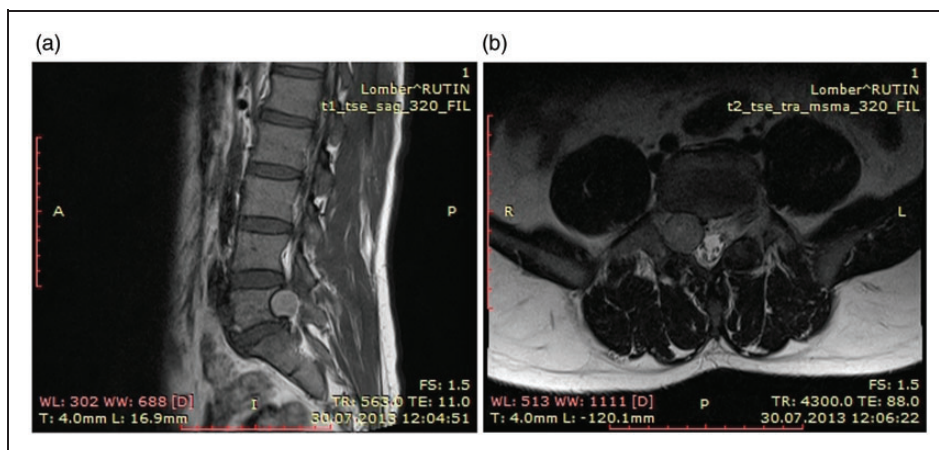 (a)
1
Lomber^RUTIN
t1_tse_sag_320_FIL
A
P
FS: 1.5
WL: 302 WW: 688 [D]
I
TR: 563.0 TE: 11.0
T: 4.0mm L: 16.9mm
30.07.2013 12:04:51
(b)
1
Lomber^RUTIN
t2_tse_tra_msma_320_FIL
R
L
FS: 1.5
WL: 513 WW: 1111 [D]
TR: 4300.0 TE: 88.0
T: 4.0mm L: -120.1mm
P
30.07.2013 12:06:22